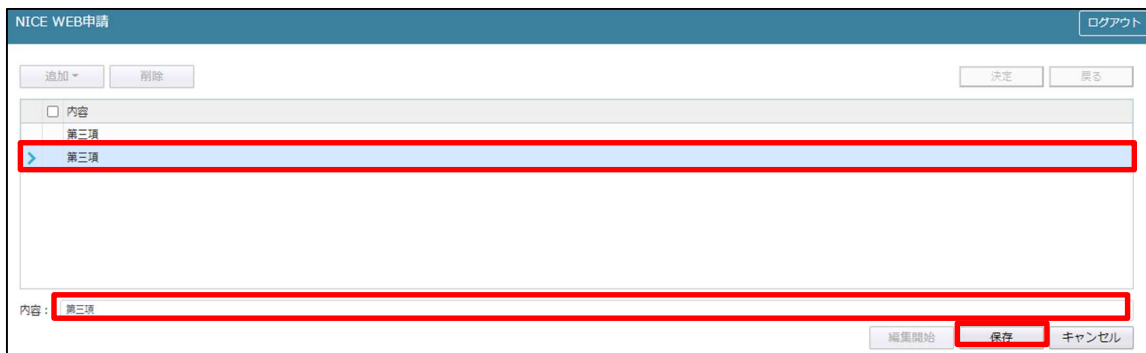 NICE WEB申請 ログアウト
追加 削除 決定 戻る
内容
第三項
第三項
内容： 第三項
編集開始 保存 キャンセル